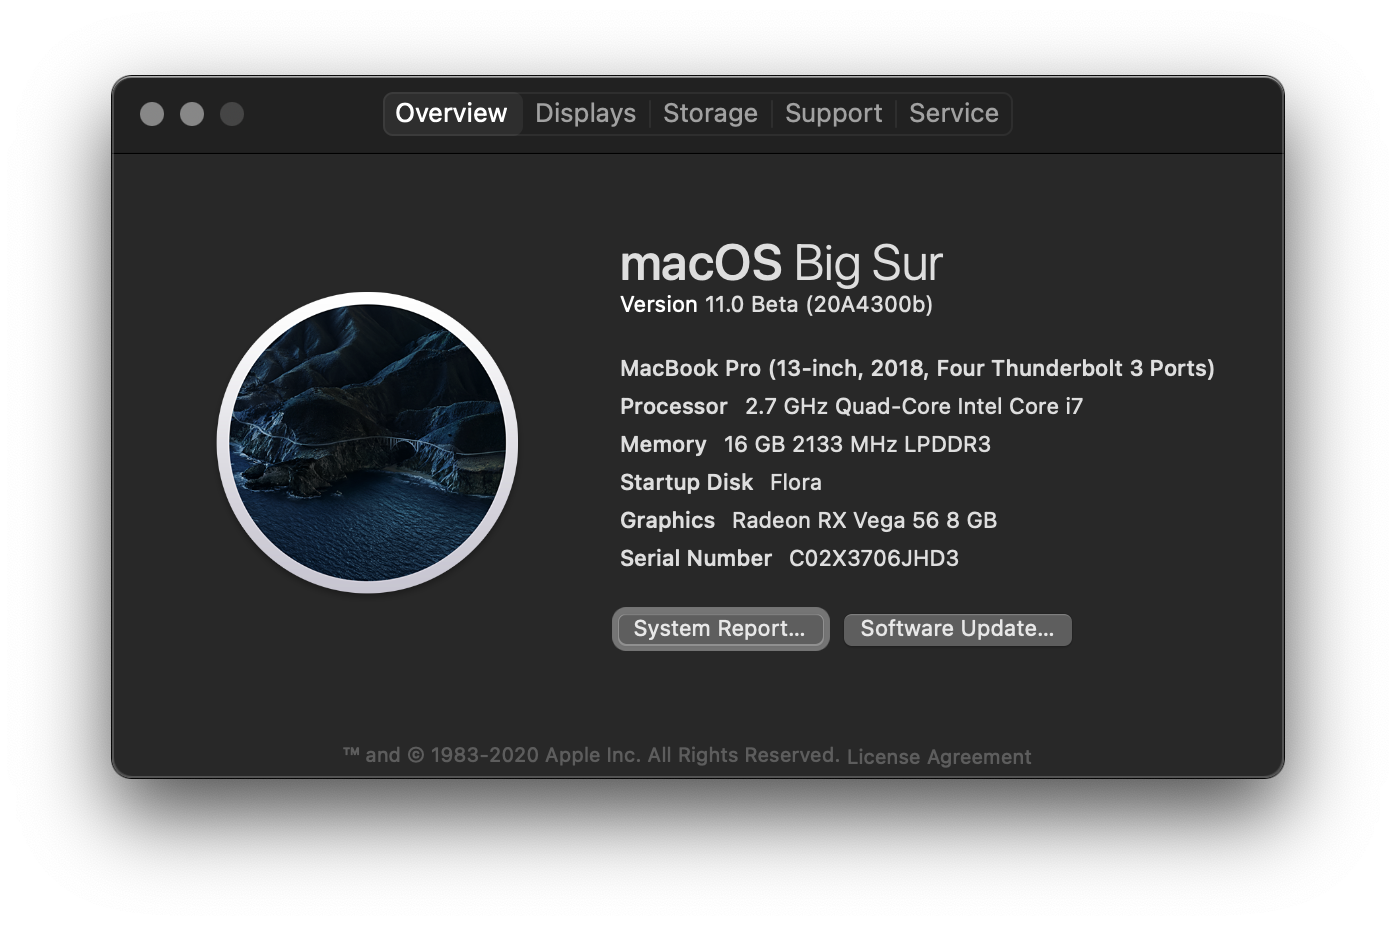 Overview Displays Storage Support Service
macOS Big Sur
Version 11.0 Beta (20A4300b)
MacBook Pro (13-inch, 2018, Four Thunderbolt 3 Ports)
Processor 2.7 GHz Quad-Core Intel Core i7
Memory 16 GB 2133 MHz LPDDR3
Startup Disk Flora
Graphics Radeon RX Vega 56 8 GB
Serial Number C02X3706JHD3
System Report... Software Update...
™ and © 1983-2020 Apple Inc. All Rights Reserved. License Agreement